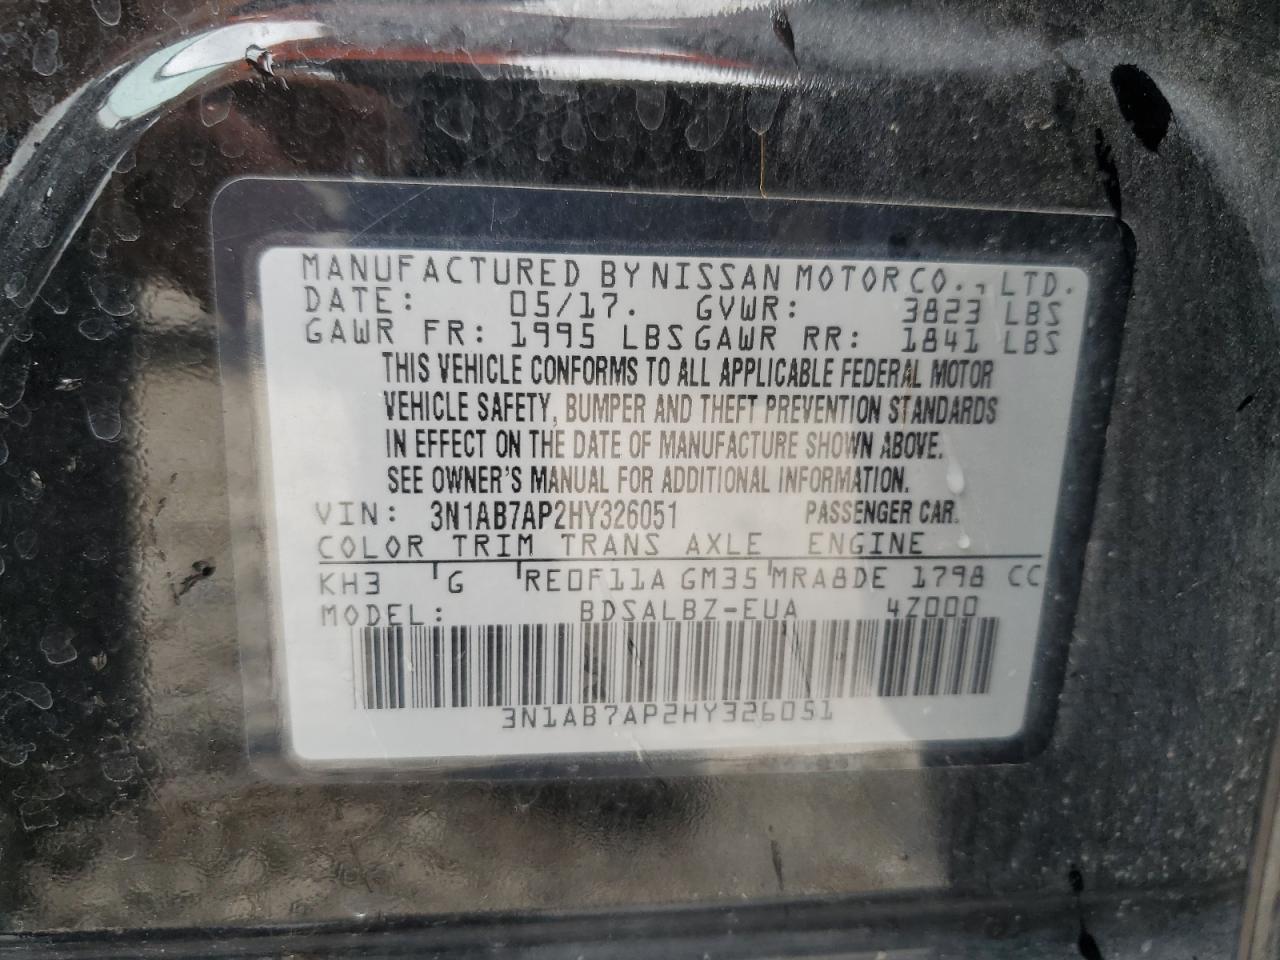 MANUFACTURED BY NISSAN MOTOR CO., LTD.
DATE: 05/17. GVWR: 3823 LBS
GAWR FR: 1995 LBS GAWR RR: 1841 LBS
THIS VEHICLE CONFORMS TO ALL APPLICABLE FEDERAL MOTOR
VEHICLE SAFETY, BUMPER AND THEFT PREVENTION STANDARDS
IN EFFECT ON THE DATE OF MANUFACTURE SHOWN ABOVE.
SEE OWNER'S MANUAL FOR ADDITIONAL INFORMATION.
VIN: 3N1AB7AP2HY326051 PASSENGER CAR.
COLOR TRIM TRANS AXLE ENGINE
KH3 G RE0F11A GM35 MRA8DE 1798 CC
MODEL: BDSALBZ-EUA 4Z000
3N1AB7AP2HY326051